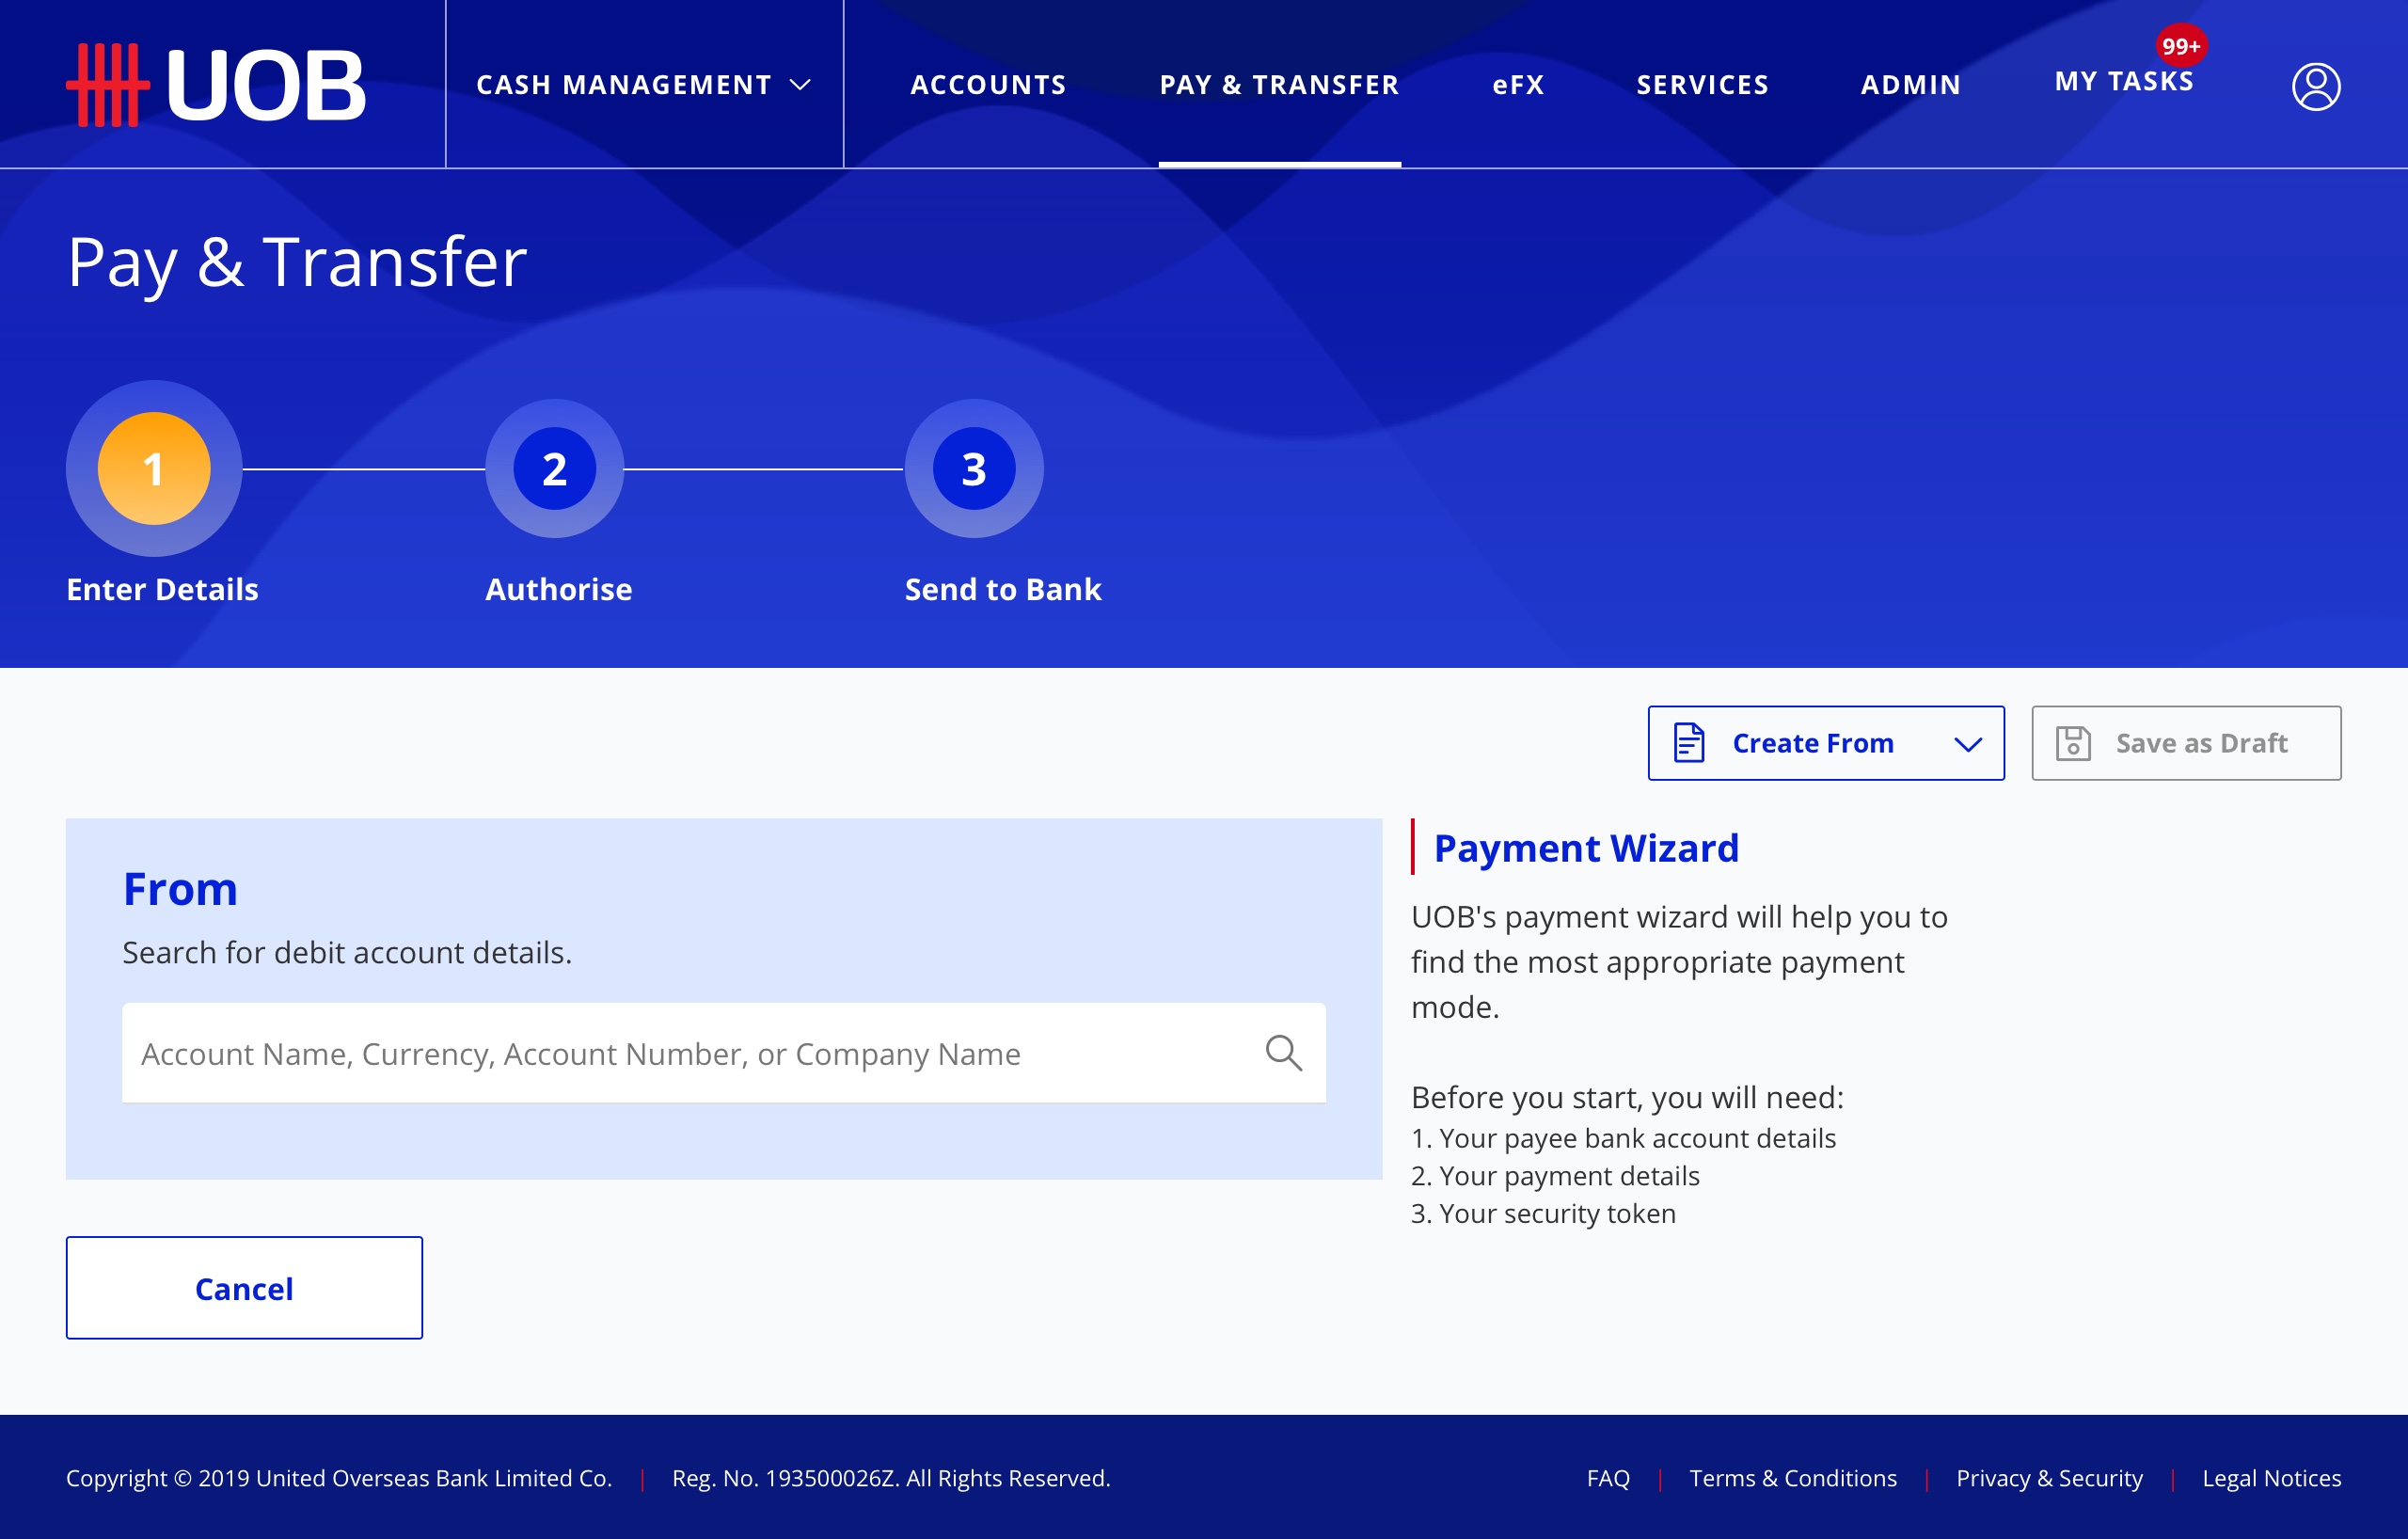 UOB
CASH MANAGEMENT
ACCOUNTS
PAY & TRANSFER
eFX
SERVICES
ADMIN
MY TASKS
99+
Pay & Transfer
1
2
3
Enter Details
Authorise
Send to Bank
Create From
Save as Draft
From
Search for debit account details.
Account Name, Currency, Account Number, or Company Name
Cancel
Payment Wizard
UOB's payment wizard will help you to
find the most appropriate payment
mode.
Before you start, you will need:
1. Your payee bank account details
2. Your payment details
3. Your security token
Copyright © 2019 United Overseas Bank Limited Co. | Reg. No. 193500026Z. All Rights Reserved.
FAQ | Terms & Conditions | Privacy & Security | Legal Notices